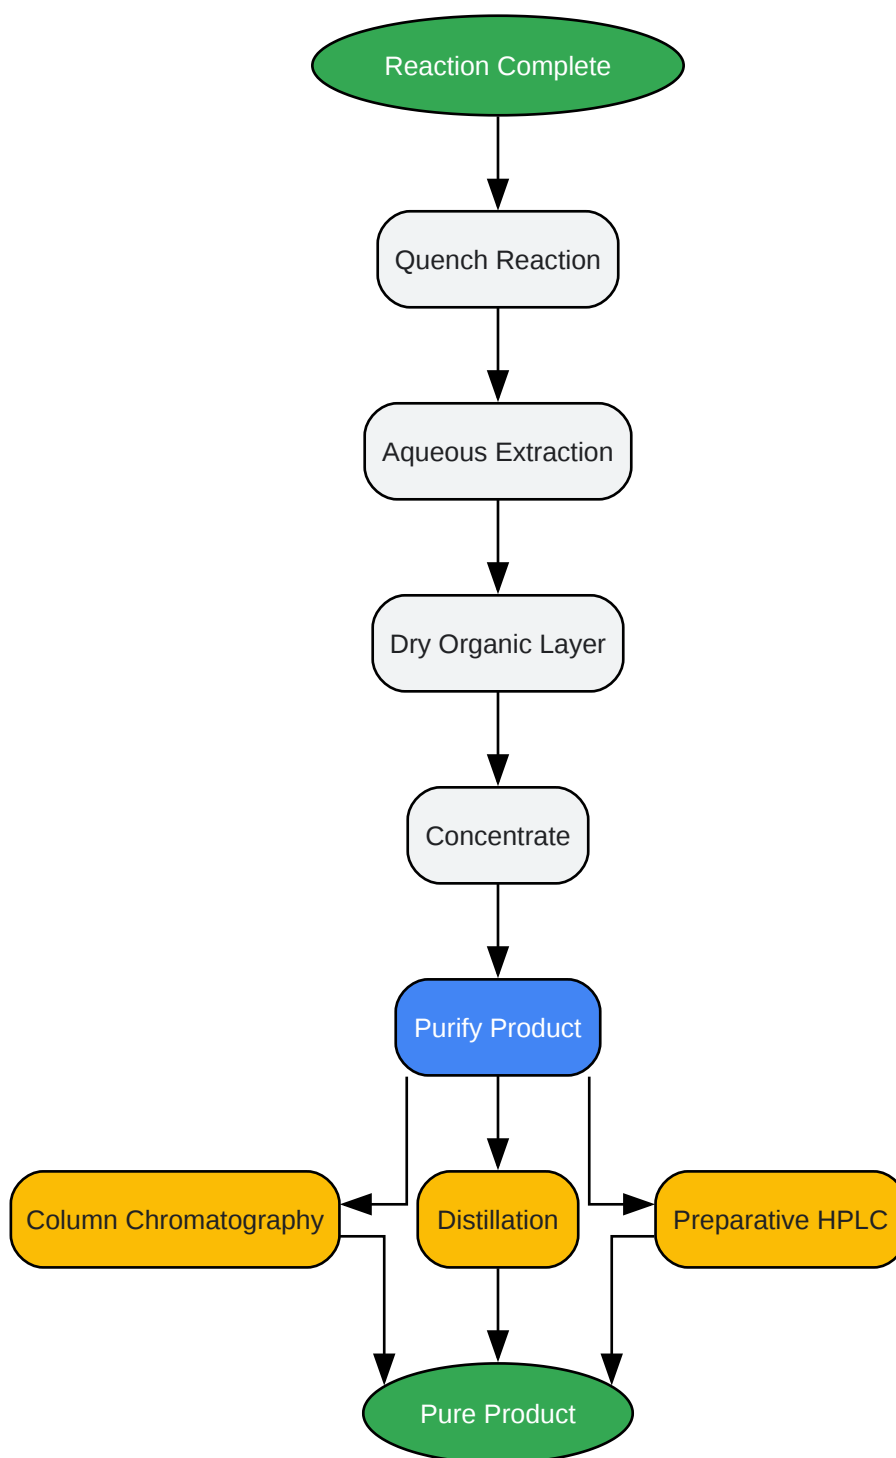 Reaction Complete
Quench Reaction
Aqueous Extraction
Dry Organic Layer
Concentrate
Purify Product
Column Chromatography
Distillation
Preparative HPLC
Pure Product